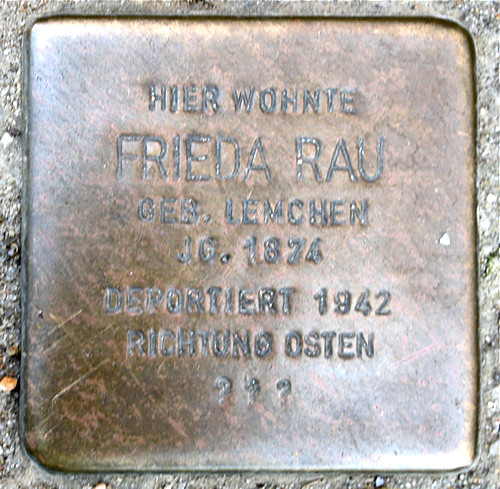 HIER WOHNTE
FRIEDA RAU
GEB. LEMCHEN
JG. 1874
DEPORTIERT 1942
RICHTUNG OSTEN
? ? ?